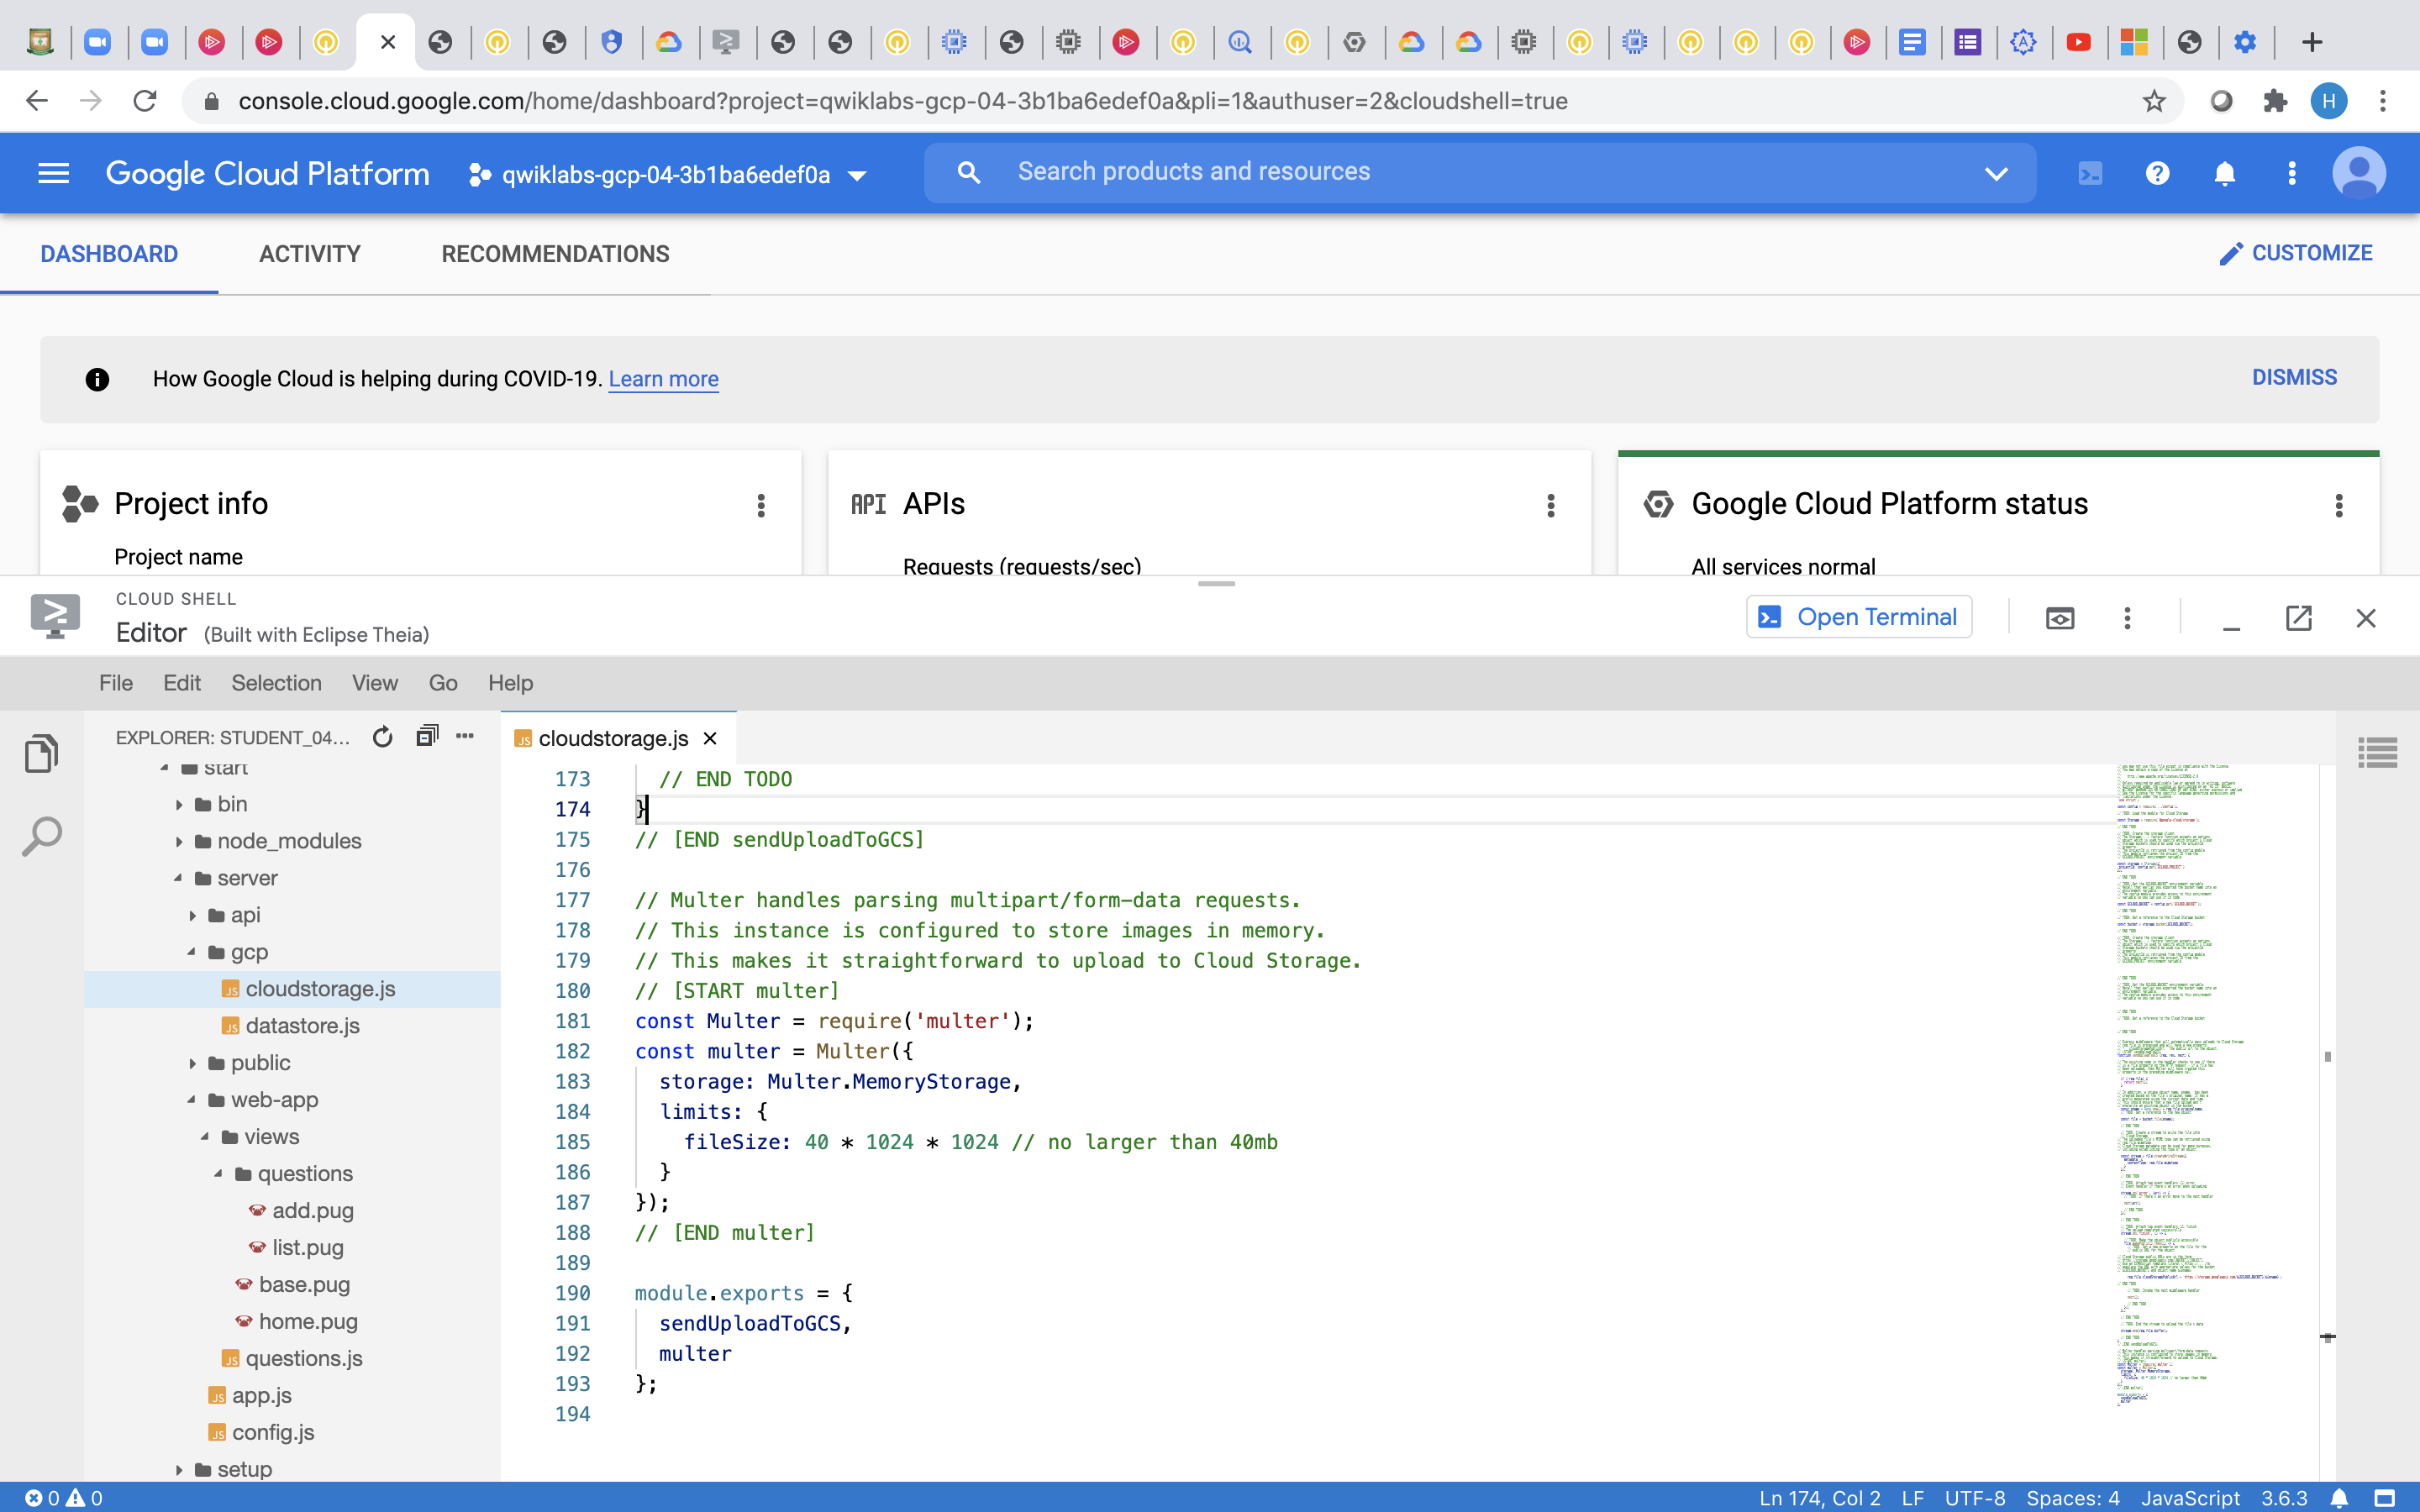 console.cloud.google.com/home/dashboard?project=qwiklabs-gcp-04-3b1ba6edef0a&pli=1&authuser=2&cloudshell=true
H
Google Cloud Platform
qwiklabs-gcp-04-3b1ba6edef0a
Search products and resources
DASHBOARD
ACTIVITY
RECOMMENDATIONS
CUSTOMIZE
How Google Cloud is helping during COVID-19. Learn more
DISMISS
Project info
Project name
API APIs
Requests (requests/sec)
Google Cloud Platform status
All services normal
CLOUD SHELL
Editor (Built with Eclipse Theia)
Open Terminal
File Edit Selection View Go Help
EXPLORER: STUDENT_04...
start
bin
node_modules
server
api
gcp
JS cloudstorage.js
JS datastore.js
public
web-app
views
questions
add.pug
list.pug
base.pug
home.pug
JS questions.js
JS app.js
JS config.js
setup
JS cloudstorage.js
173 // END TODO
174 }
175 // [END sendUploadToGCS]
176
177 // Multer handles parsing multipart/form-data requests.
178 // This instance is configured to store images in memory.
179 // This makes it straightforward to upload to Cloud Storage.
180 // [START multer]
181 const Multer = require('multer');
182 const multer = Multer({
183 storage: Multer.MemoryStorage,
184 limits: {
185 fileSize: 40 * 1024 * 1024 // no larger than 40mb
186 }
187 });
188 // [END multer]
189
190 module.exports = {
191 sendUploadToGCS,
192 multer
193 };
194
0 0
Ln 174, Col 2 LF UTF-8 Spaces: 4 JavaScript 3.6.3